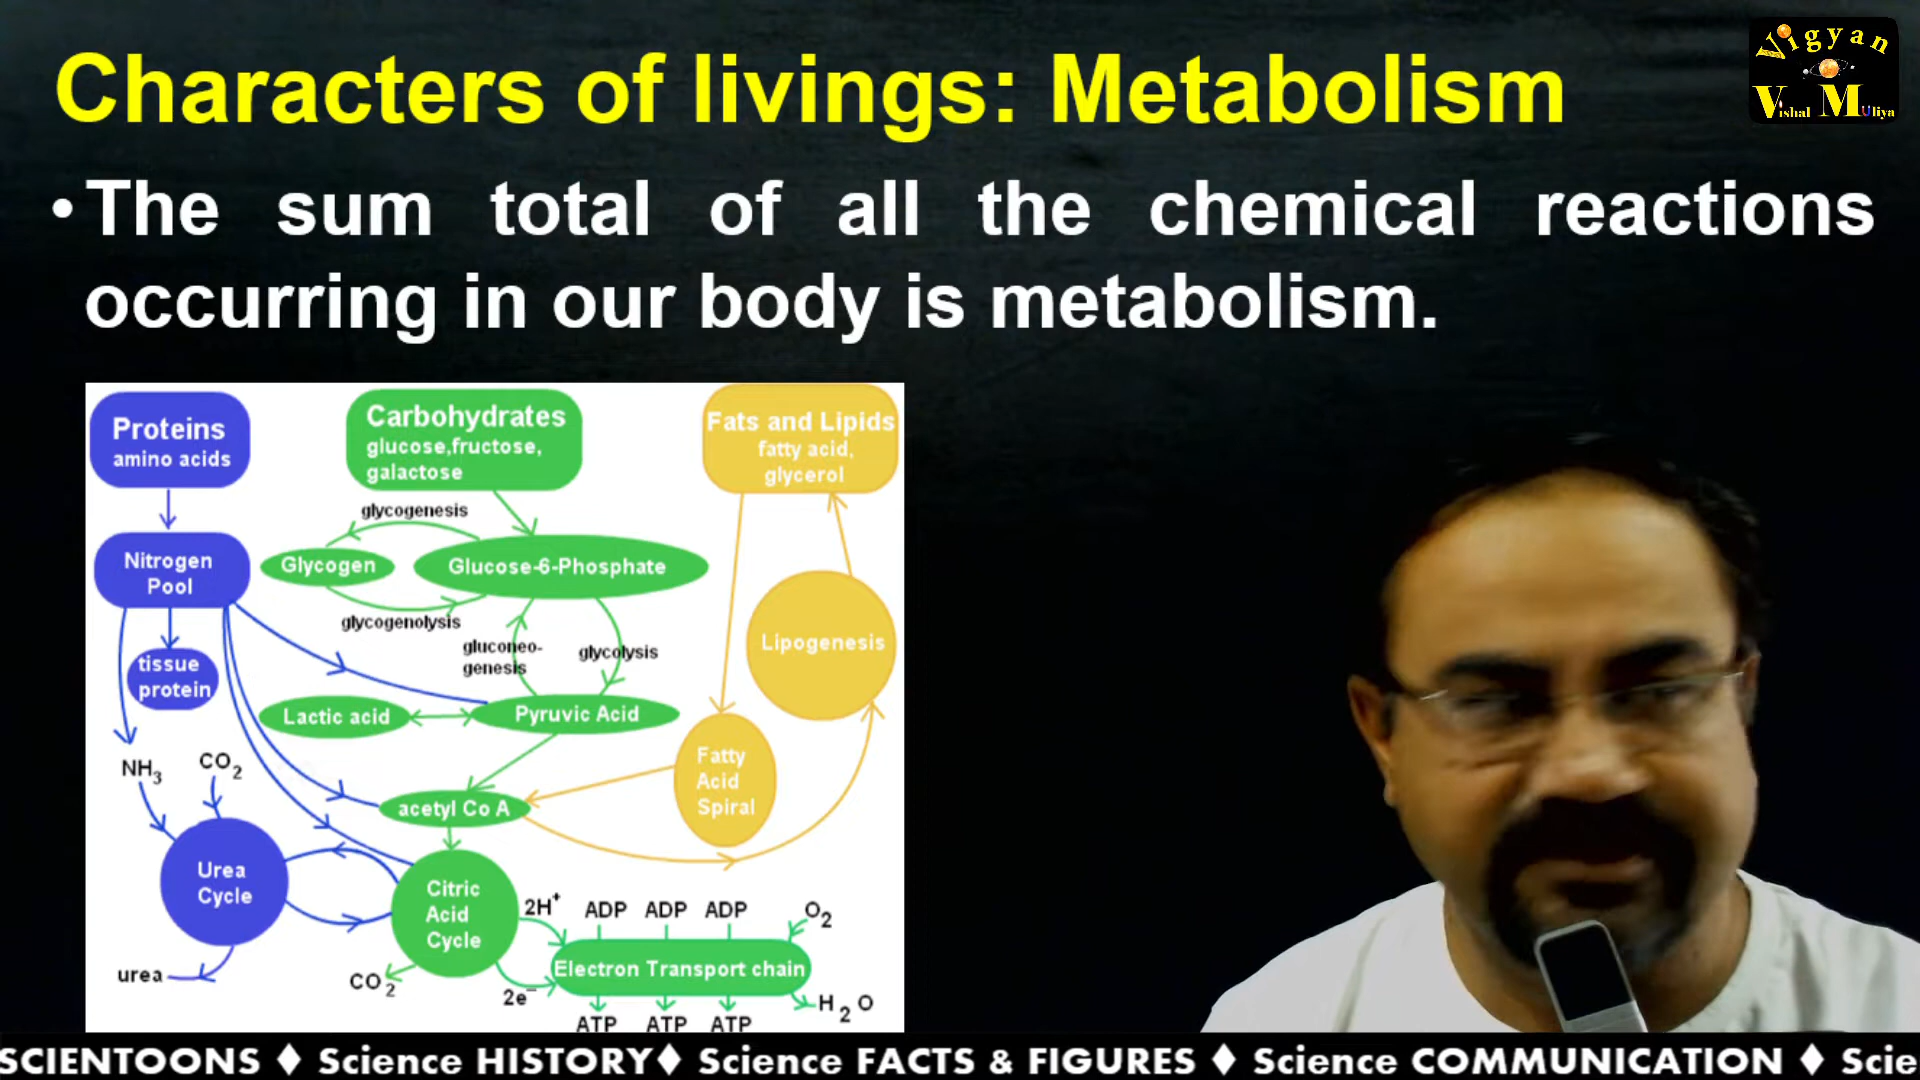 Characters of livings: Metabolism
Vigyan
Vishal Muliya
•The sum total of all the chemical reactions
occurring in our body is metabolism.
Proteins
amino acids
Carbohydrates
glucose,fructose,
galactose
Fats and Lipids
fatty acid,
glycerol
glycogenesis
Nitrogen
Pool
Glycogen
Glucose-6-Phosphate
glycogenolysis
gluconeo-
genesis
glycolysis
Lipogenesis
tissue
protein
Lactic acid
Pyruvic Acid
NH3
CO2
Fatty
Acid
Spiral
acetyl Co A
Urea
Cycle
Citric
Acid
Cycle
2H+
ADP ADP ADP
O2
Electron Transport chain
urea
CO2
2e-
H2O
ATP ATP ATP
SCIENTOONS ♦ Science HISTORY♦ Science FACTS & FIGURES ♦ Science COMMUNICATION ♦ Scie